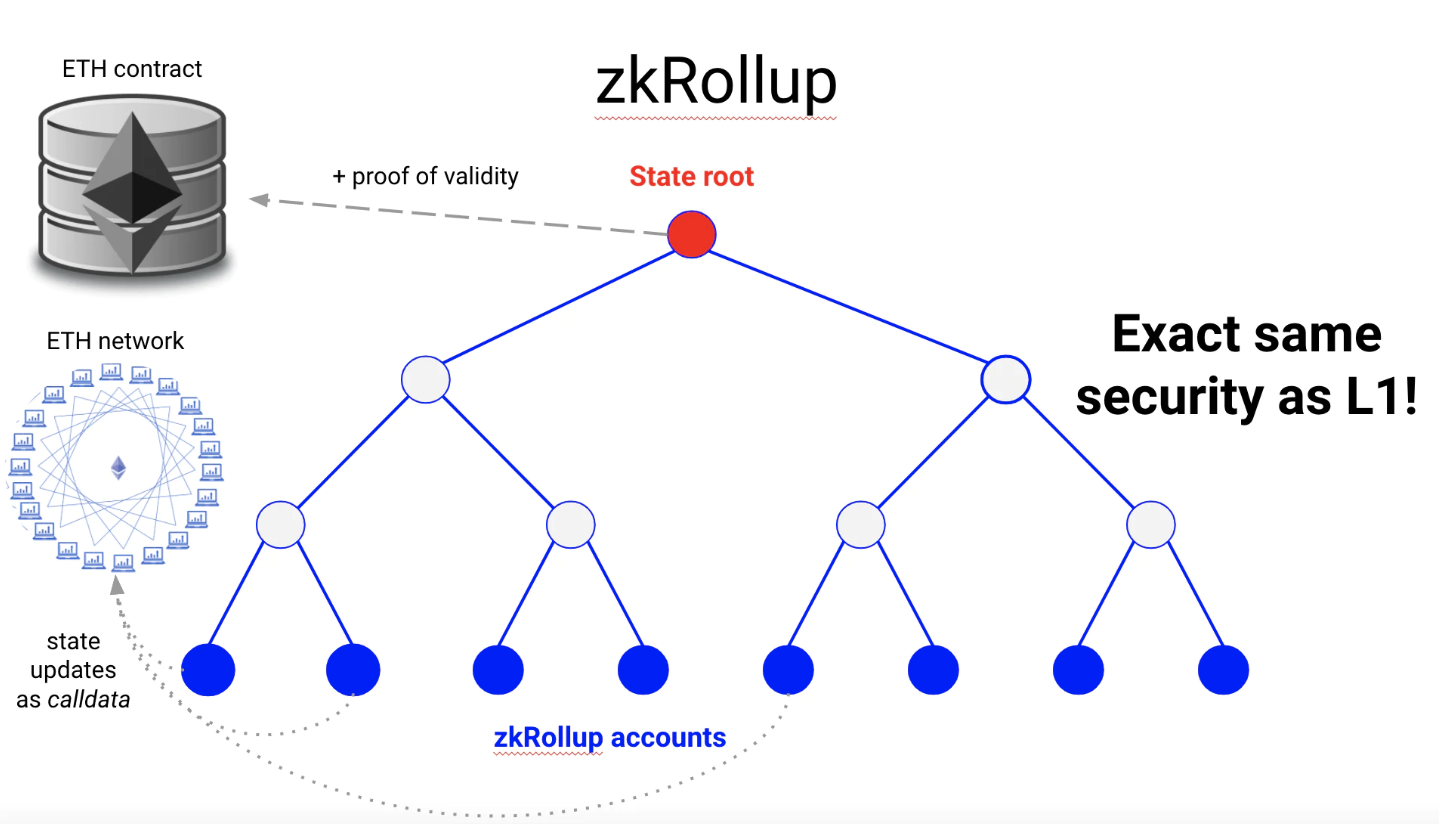 ETH contract
zkRollup
+ proof of validity
State root
ETH network
Exact same
security as L1!
state
updates
as calldata
zkRollup accounts